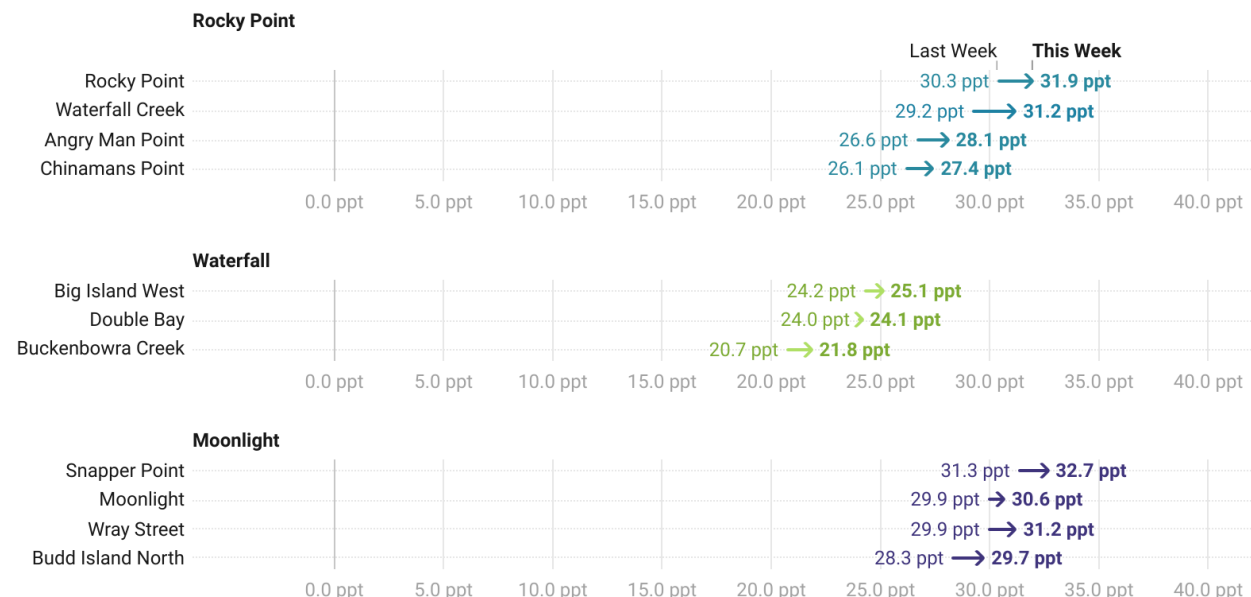 Rocky Point
Last Week This Week
Rocky Point 30.3 ppt 31.9 ppt
Waterfall Creek 29.2 ppt 31.2 ppt
Angry Man Point 26.6 ppt 28.1 ppt
Chinamans Point 26.1 ppt 27.4 ppt
0.0 ppt 5.0 ppt 10.0 ppt 15.0 ppt 20.0 ppt 25.0 ppt 30.0 ppt 35.0 ppt 40.0 ppt
Waterfall
Big Island West 24.2 ppt 25.1 ppt
Double Bay 24.0 ppt 24.1 ppt
Buckenbowra Creek 20.7 ppt 21.8 ppt
0.0 ppt 5.0 ppt 10.0 ppt 15.0 ppt 20.0 ppt 25.0 ppt 30.0 ppt 35.0 ppt 40.0 ppt
Moonlight
Snapper Point 31.3 ppt 32.7 ppt
Moonlight 29.9 ppt 30.6 ppt
Wray Street 29.9 ppt 31.2 ppt
Budd Island North 28.3 ppt 29.7 ppt
0.0 ppt 5.0 ppt 10.0 ppt 15.0 ppt 20.0 ppt 25.0 ppt 30.0 ppt 35.0 ppt 40.0 ppt